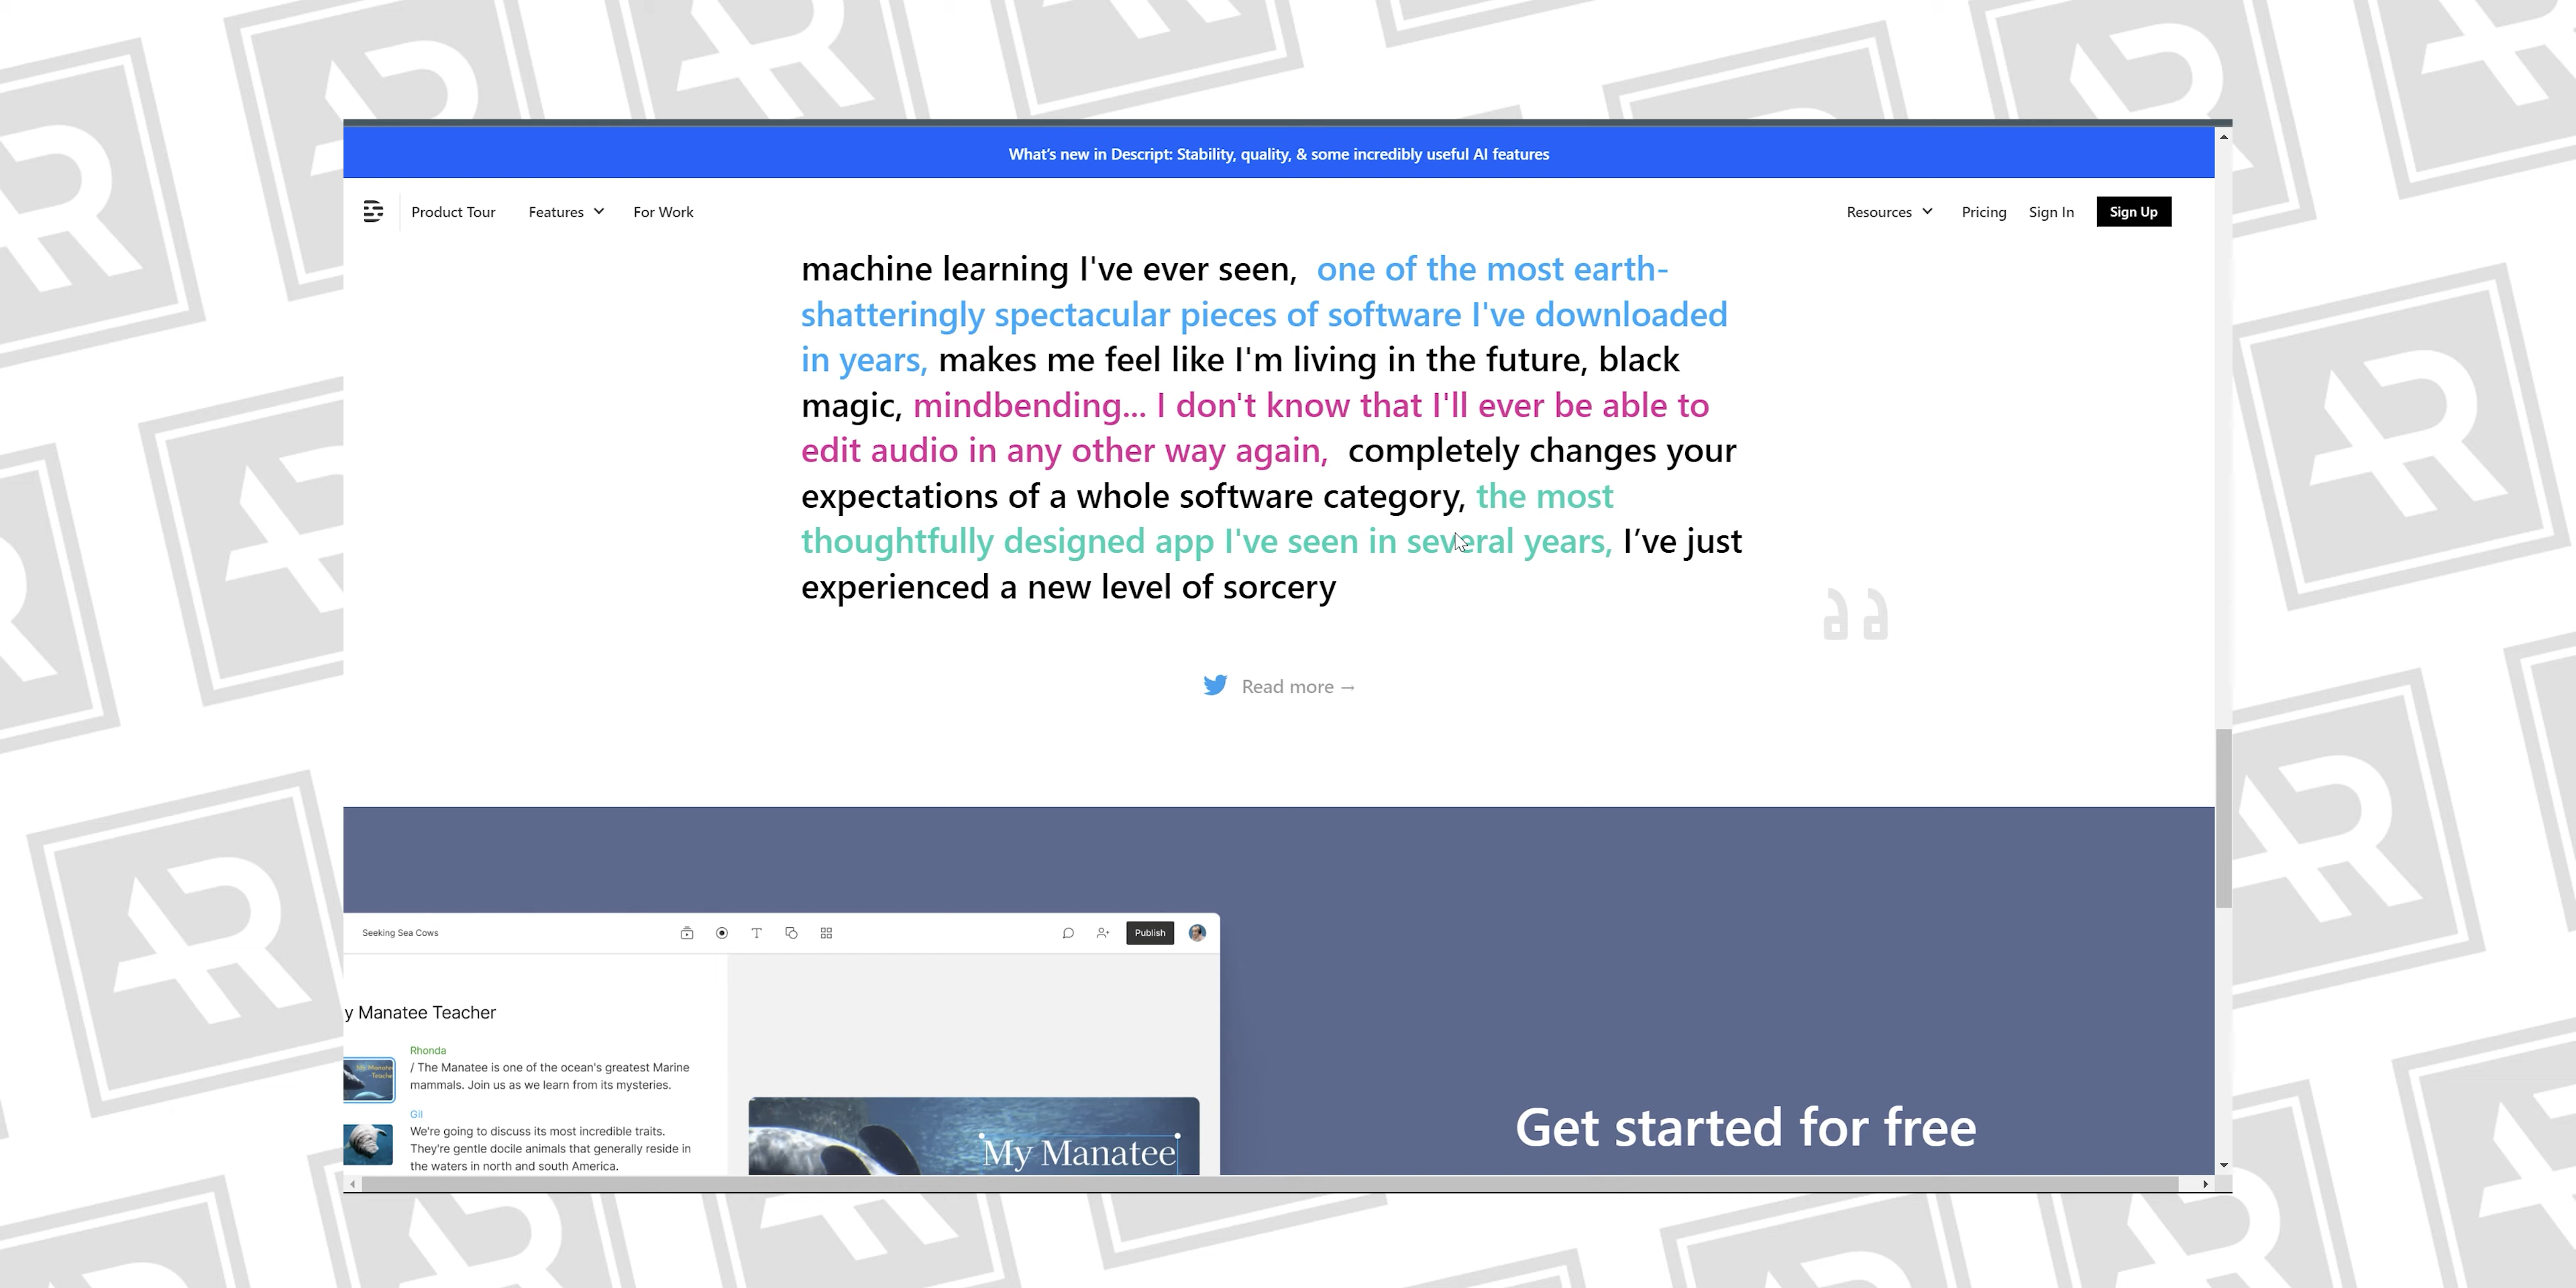 What's new in Descript: Stability, quality, & some incredibly useful AI features
Product Tour Features For Work Resources Pricing Sign In Sign Up
machine learning I've ever seen, one of the most earth-
shatteringly spectacular pieces of software I've downloaded
in years, makes me feel like I'm living in the future, black
magic, mindbending... I don't know that I'll ever be able to
edit audio in any other way again, completely changes your
expectations of a whole software category, the most
thoughtfully designed app I've seen in several years, I’ve just
experienced a new level of sorcery
Read more →
Seeking Sea Cows
Publish
y Manatee Teacher
Rhonda
/ The Manatee is one of the ocean's greatest Marine
mammals. Join us as we learn from its mysteries.
Gil
We're going to discuss its most incredible traits.
They're gentle docile animals that generally reside in
the waters in north and south America.
My Manatee
Get started for free